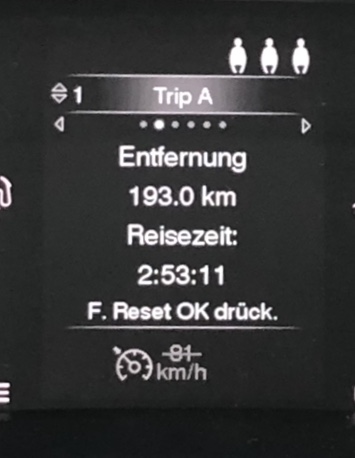 1 Trip A
Entfernung
193.0 km
Reisezeit:
2:53:11
F. Reset OK drück.
81
km/h